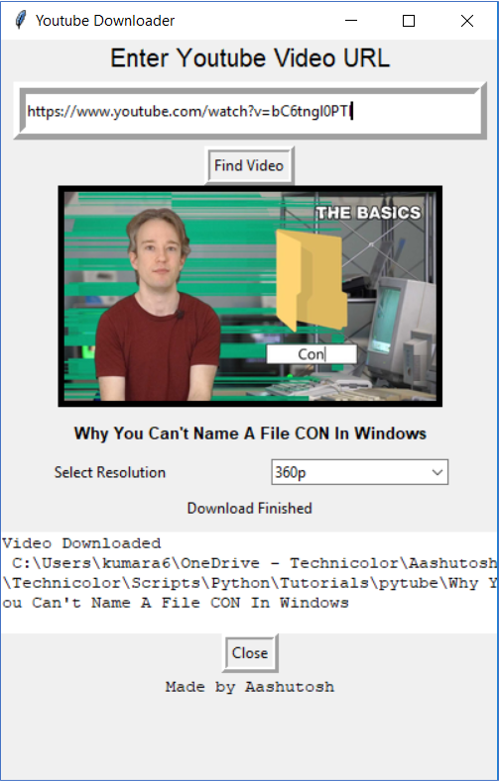 Youtube Downloader
Enter Youtube Video URL
https://www.youtube.com/watch?v=bC6tngl0PTI
Find Video
THE BASICS
Con
Why You Can't Name A File CON In Windows
Select Resolution
360p
Download Finished
Video Downloaded
C:\Users\kumara6\OneDrive - Technicolor\Aashutosh
\Technicolor\Scripts\Python\Tutorials\pytube\Why Y
ou Can't Name A File CON In Windows
Close
Made by Aashutosh